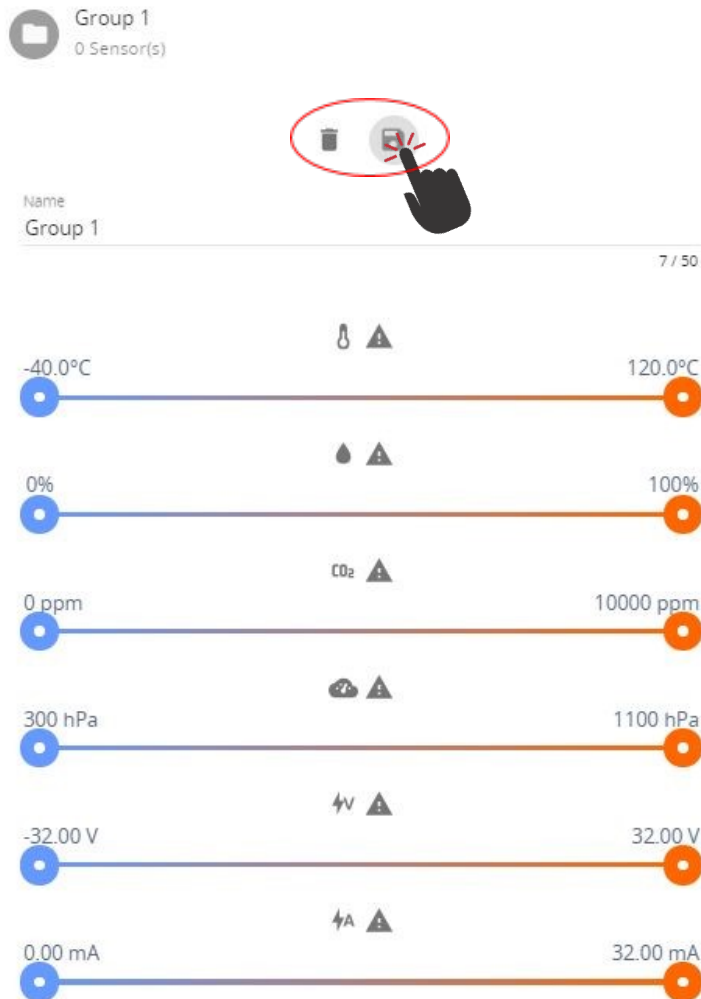 Group 1
0 Sensor(s)
Name
Group 1
7 / 50
-40.0°C 120.0°C
0% 100%
CO₂
0 ppm 10000 ppm
300 hPa 1100 hPa
V
-32.00 V 32.00 V
A
0.00 mA 32.00 mA